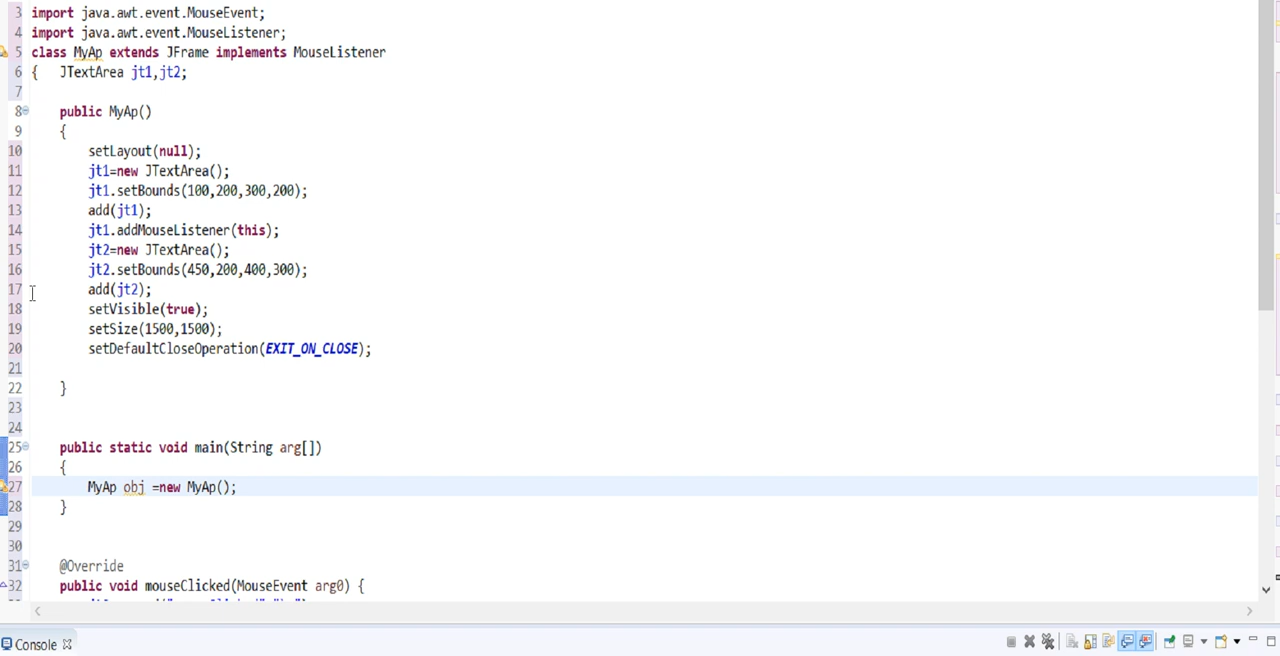 3 import java.awt.event.MouseEvent;
4 import java.awt.event.MouseListener;
5 class MyAp extends JFrame implements MouseListener
6 { JTextArea jt1,jt2;
7
8 public MyAp()
9 {
10 setLayout(null);
11 jt1=new JTextArea();
12 jt1.setBounds(100,200,300,200);
13 add(jt1);
14 jt1.addMouseListener(this);
15 jt2=new JTextArea();
16 jt2.setBounds(450,200,400,300);
17 add(jt2);
18 setVisible(true);
19 setSize(1500,1500);
20 setDefaultCloseOperation(EXIT_ON_CLOSE);
21
22 }
23
24
25 public static void main(String arg[])
26 {
27 MyAp obj =new MyAp();
28 }
29
30
31 @Override
32 public void mouseClicked(MouseEvent arg0) {
Console